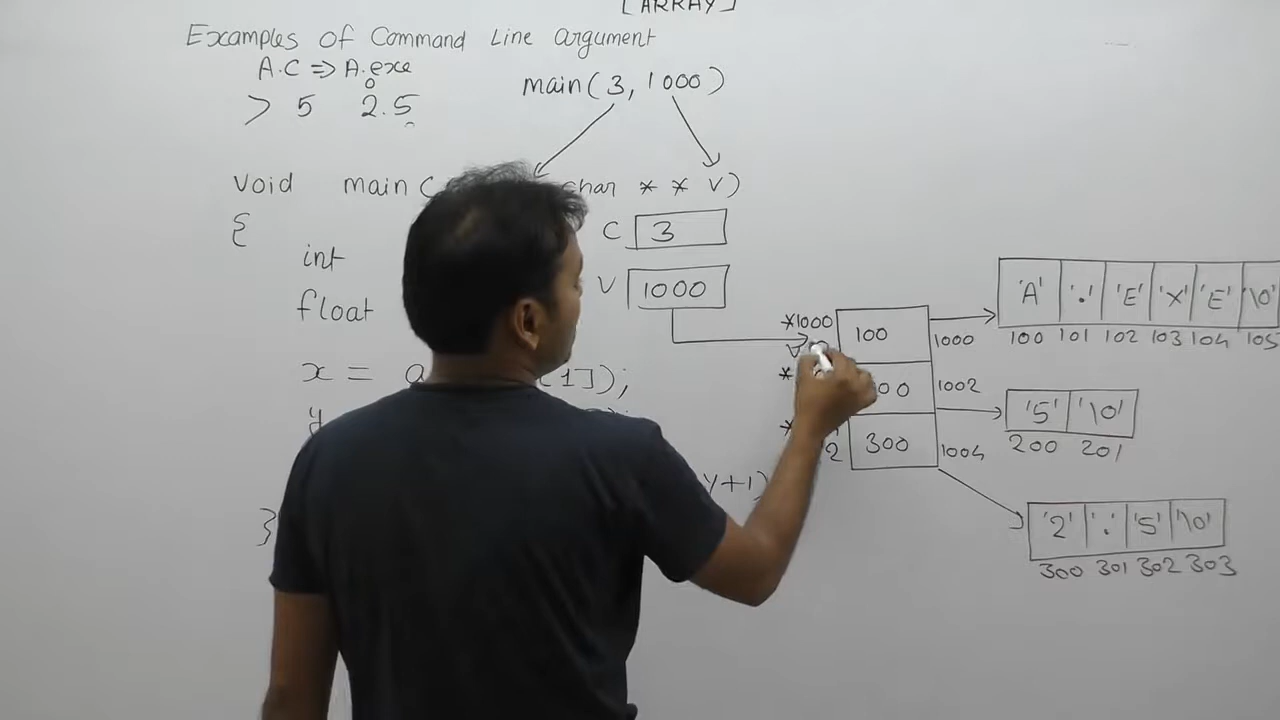 [ARRAY]
Examples of Command Line argument
A.C ⇒ A.exe
main(3, 1000)
> 5 2.5
void main( char * * V)
{
C 3
int
V 1000
float
'A' '.' 'E' 'X' 'E' '\0'
100 101 102 103 104 105
*1000 100 1000
x = [1]);
1002
'5' '\0'
200 201
y
2 300 1004
y+1)
}
'2' '.' '5' '\0'
300 301 302 303